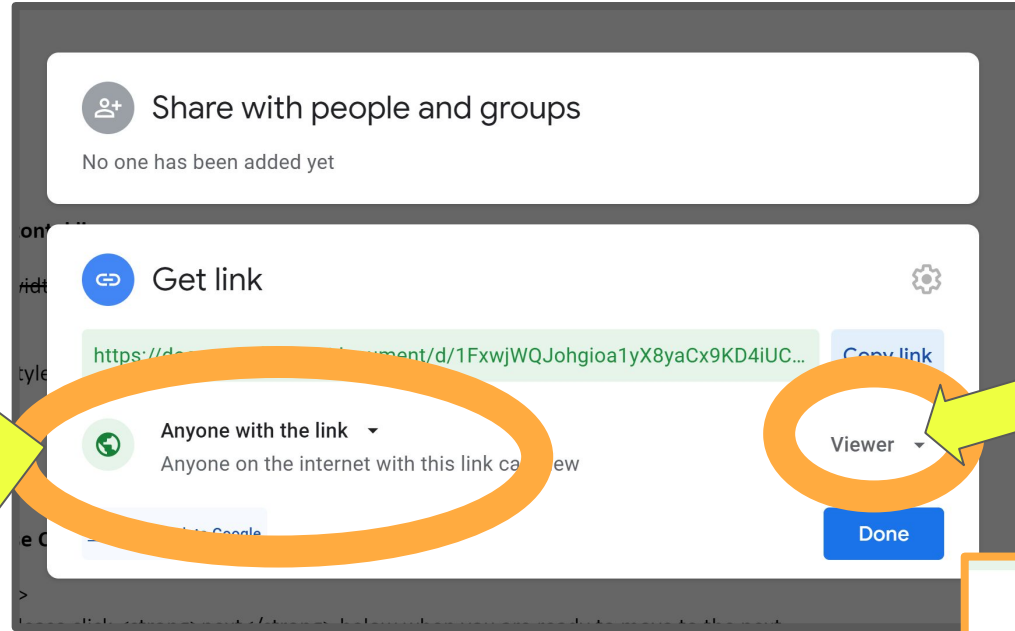 Share with people and groups
No one has been added yet
Get link
https://do ument/d/1FxwjWQJohgioa1yX8yaCx9KD4iUC...
Copy link
Anyone with the link
Viewer
Anyone on the internet with this link ca ew
Google
Done